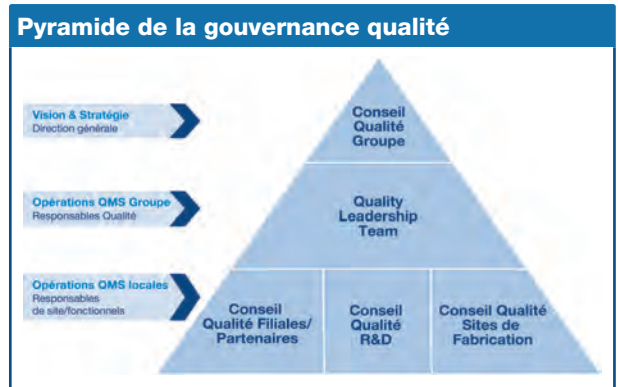 Pyramide de la gouvernance qualité
Vision & Stratégie
Direction générale
Conseil
Qualité
Groupe
Opérations QMS Groupe
Responsables Qualité
Quality
Leadership
Team
Opérations QMS locales
Responsables
de site/fonctionnels
Conseil
Qualité Filiales/
Partenaires
Conseil
Qualité
R&D
Conseil Qualité
Sites de
Fabrication